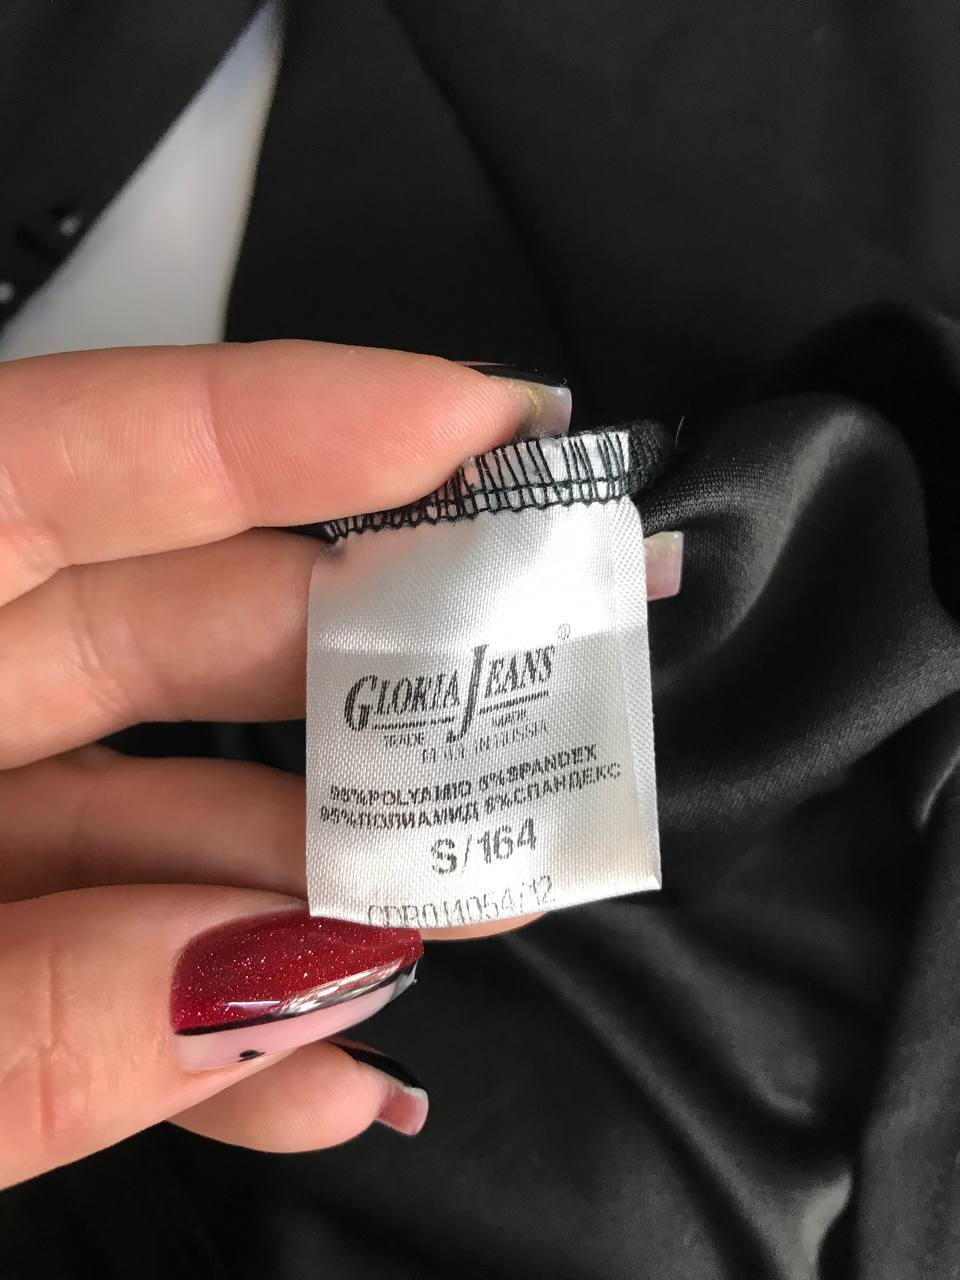 GLORIA JEANS®
TRADE MADE
MARK IN RUSSIA
95%POLYAMID 5%SPANDEX
95%ПОЛИАМИД 5%СПАНДЕКС
S/164